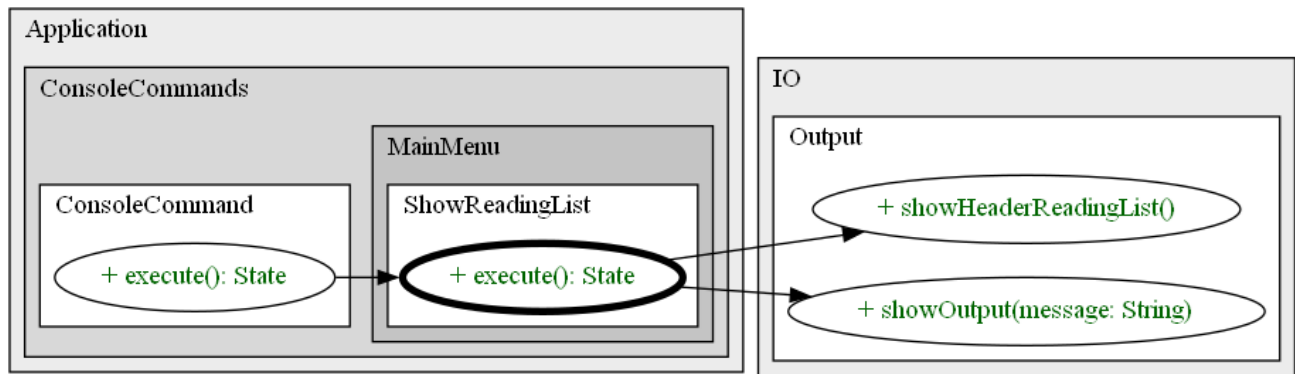 Application
ConsoleCommands
MainMenu
ConsoleCommand
+ execute(): State
ShowReadingList
+ execute(): State
IO
Output
+ showHeaderReadingList()
+ showOutput(message: String)